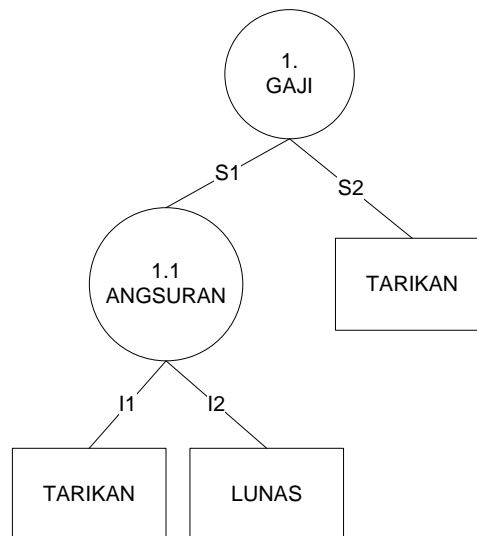 1.
GAJI
S1
S2
1.1
ANGSURAN
TARIKAN
I1
I2
TARIKAN
LUNAS